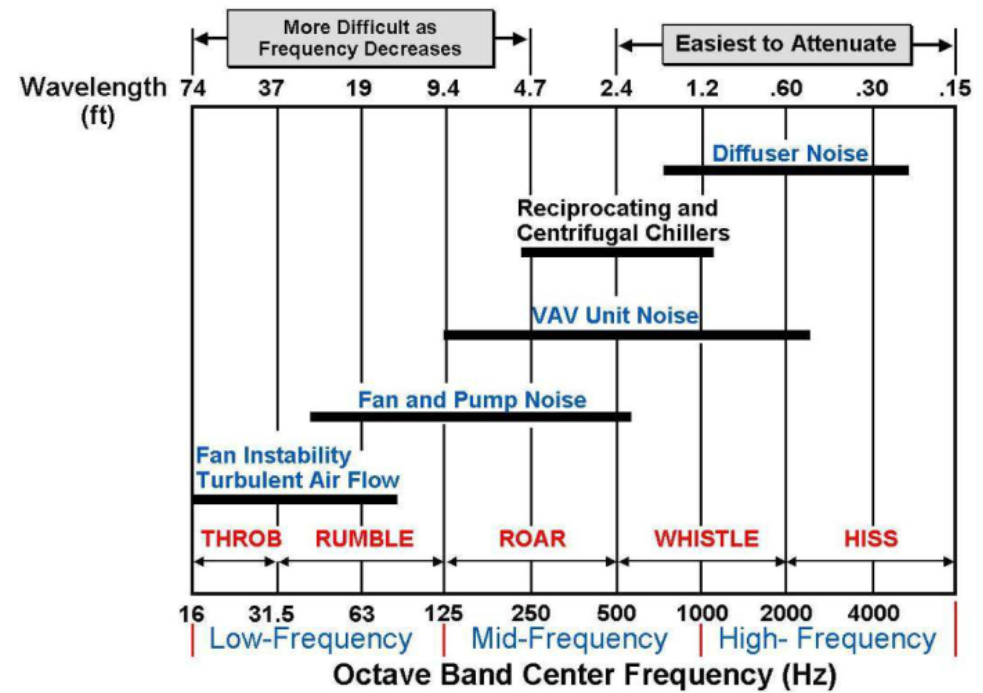 More Difficult as
Frequency Decreases
Easiest to Attenuate
Wavelength 74 37 19 9.4 4.7 2.4 1.2 .60 .30 .15
(ft)
Diffuser Noise
Reciprocating and
Centrifugal Chillers
VAV Unit Noise
Fan and Pump Noise
Fan Instability
Turbulent Air Flow
THROB RUMBLE ROAR WHISTLE HISS
16 31.5 63 125 250 500 1000 2000 4000
Low-Frequency Mid-Frequency High- Frequency
Octave Band Center Frequency (Hz)